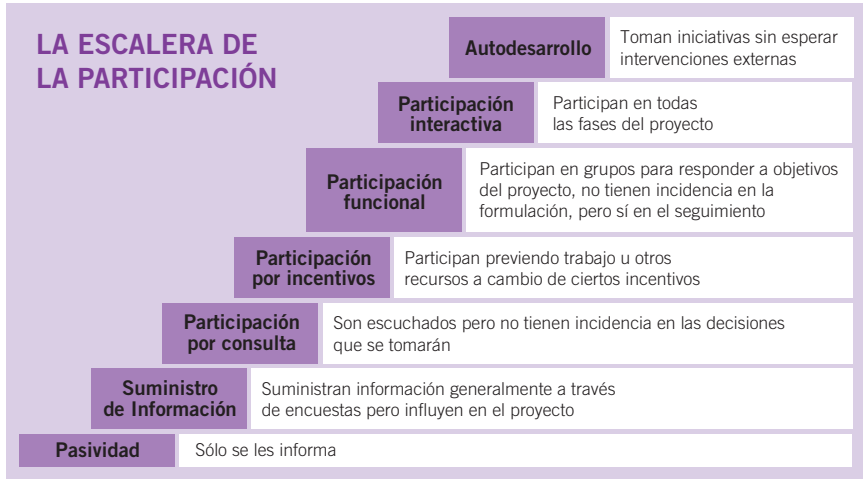 LA ESCALERA DE
LA PARTICIPACIÓN
Autodesarrollo
Toman iniciativas sin esperar
intervenciones externas
Participación
interactiva
Participan en todas
las fases del proyecto
Participación
funcional
Participan en grupos para responder a objetivos
del proyecto, no tienen incidencia en la
formulación, pero sí en el seguimiento
Participación
por incentivos
Participan previendo trabajo u otros
recursos a cambio de ciertos incentivos
Participación
por consulta
Son escuchados pero no tienen incidencia en las decisiones
que se tomarán
Suministro
de Información
Suministran información generalmente a través
de encuestas pero influyen en el proyecto
Pasividad
Sólo se les informa